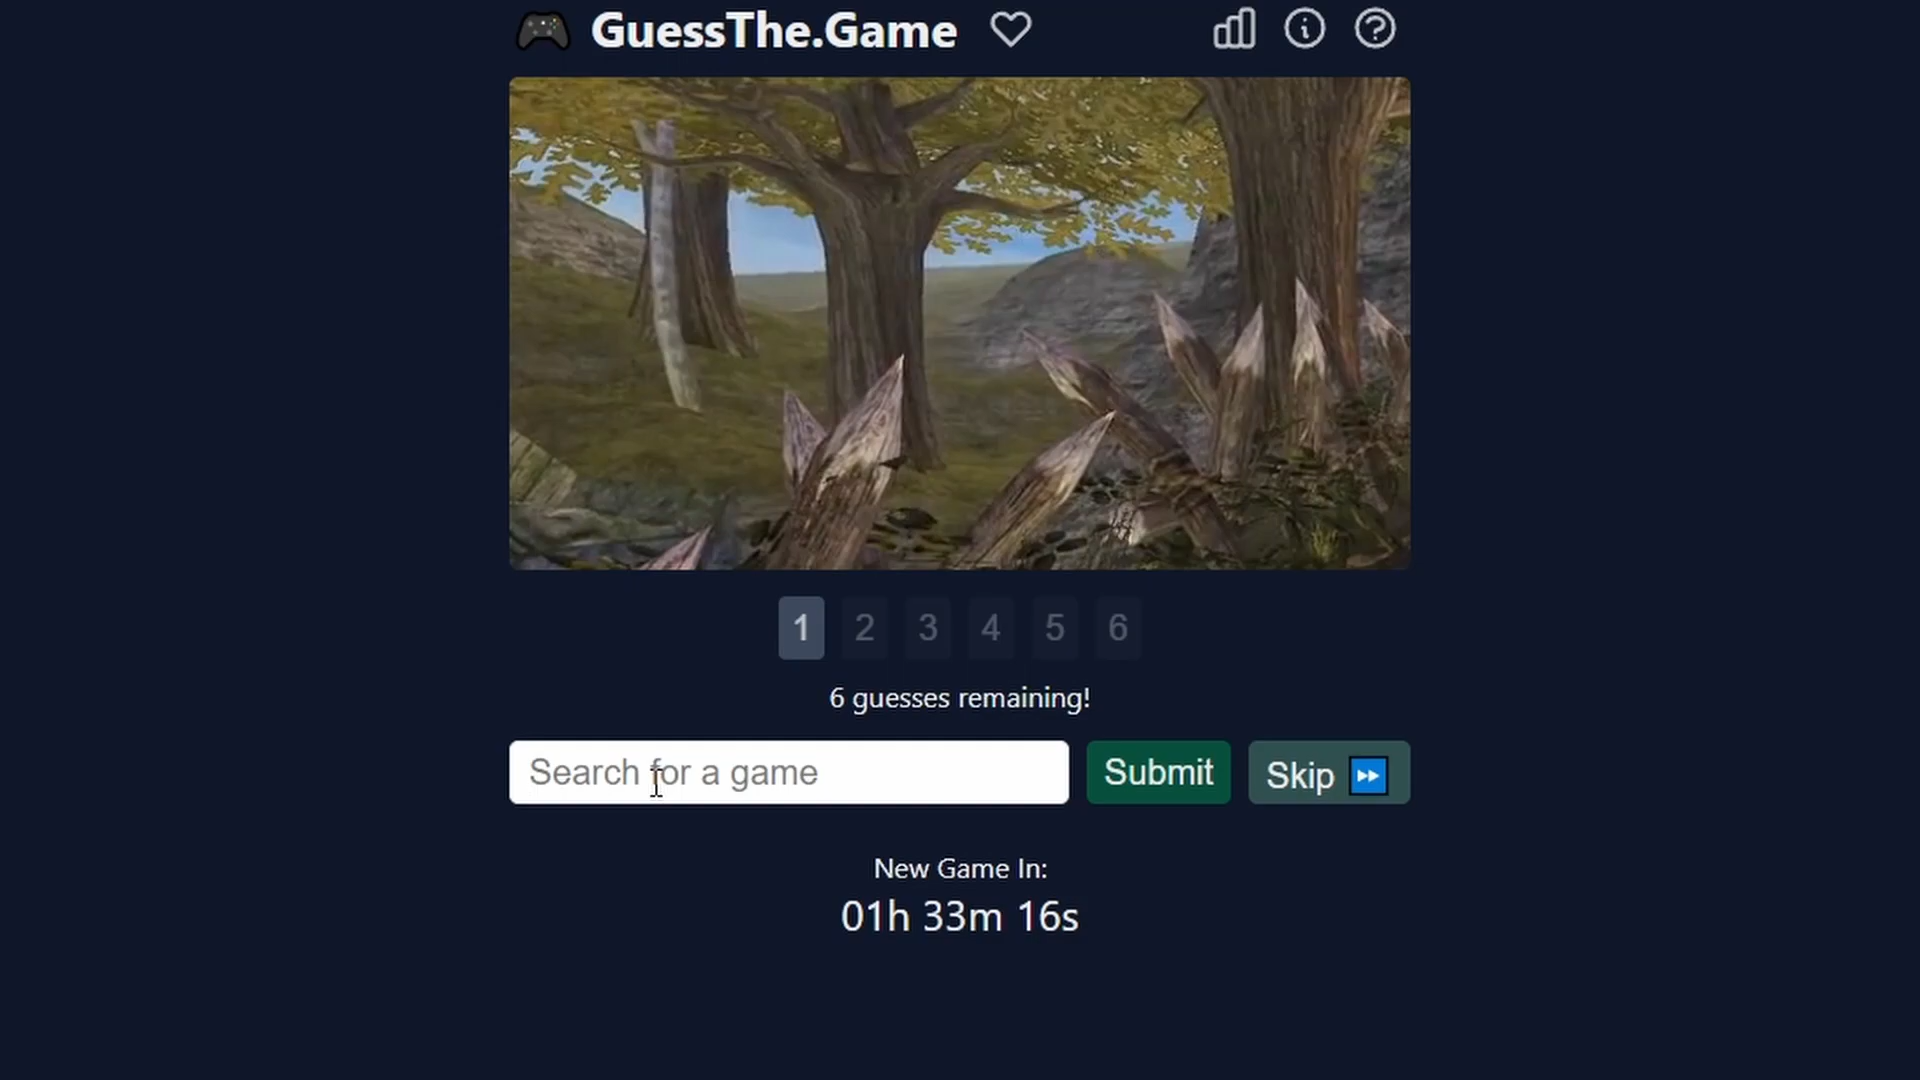 GuessThe.Game
1 2 3 4 5 6
6 guesses remaining!
Search for a game
Submit
Skip
New Game In:
01h 33m 16s